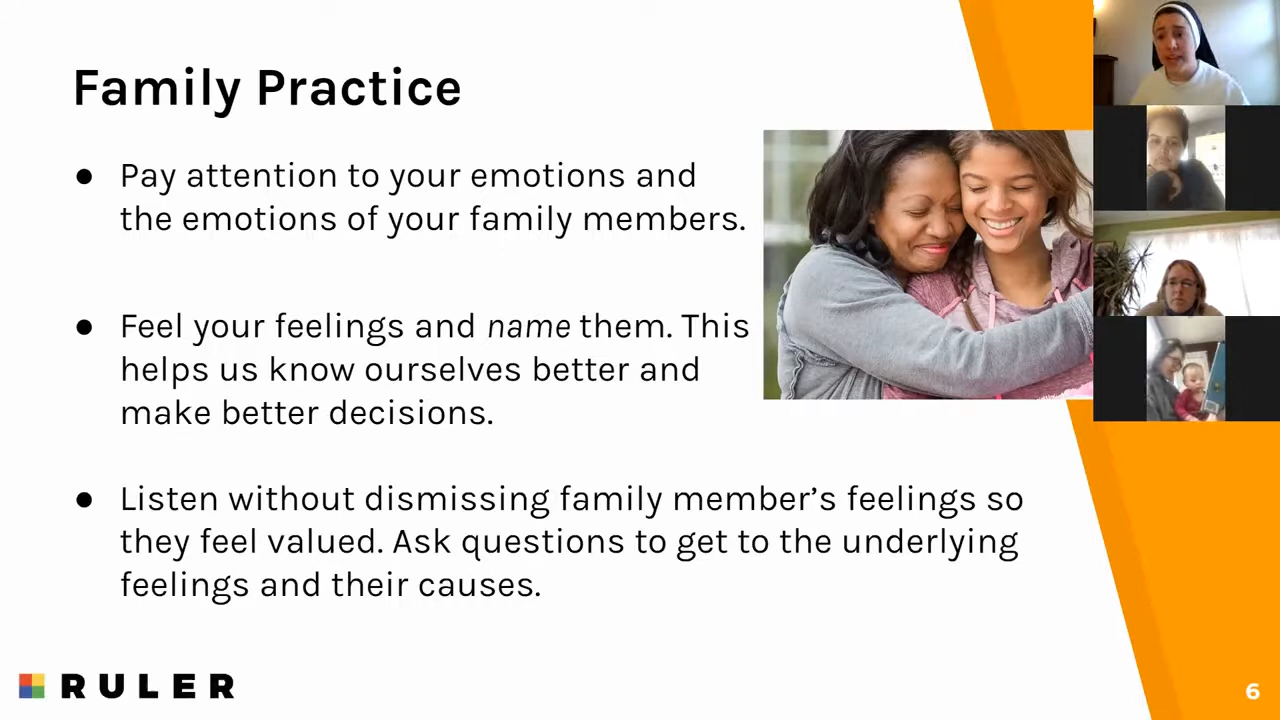 Family Practice
● Pay attention to your emotions and
the emotions of your family members.
● Feel your feelings and name them. This
helps us know ourselves better and
make better decisions.
● Listen without dismissing family member’s feelings so
they feel valued. Ask questions to get to the underlying
feelings and their causes.
RULER
6